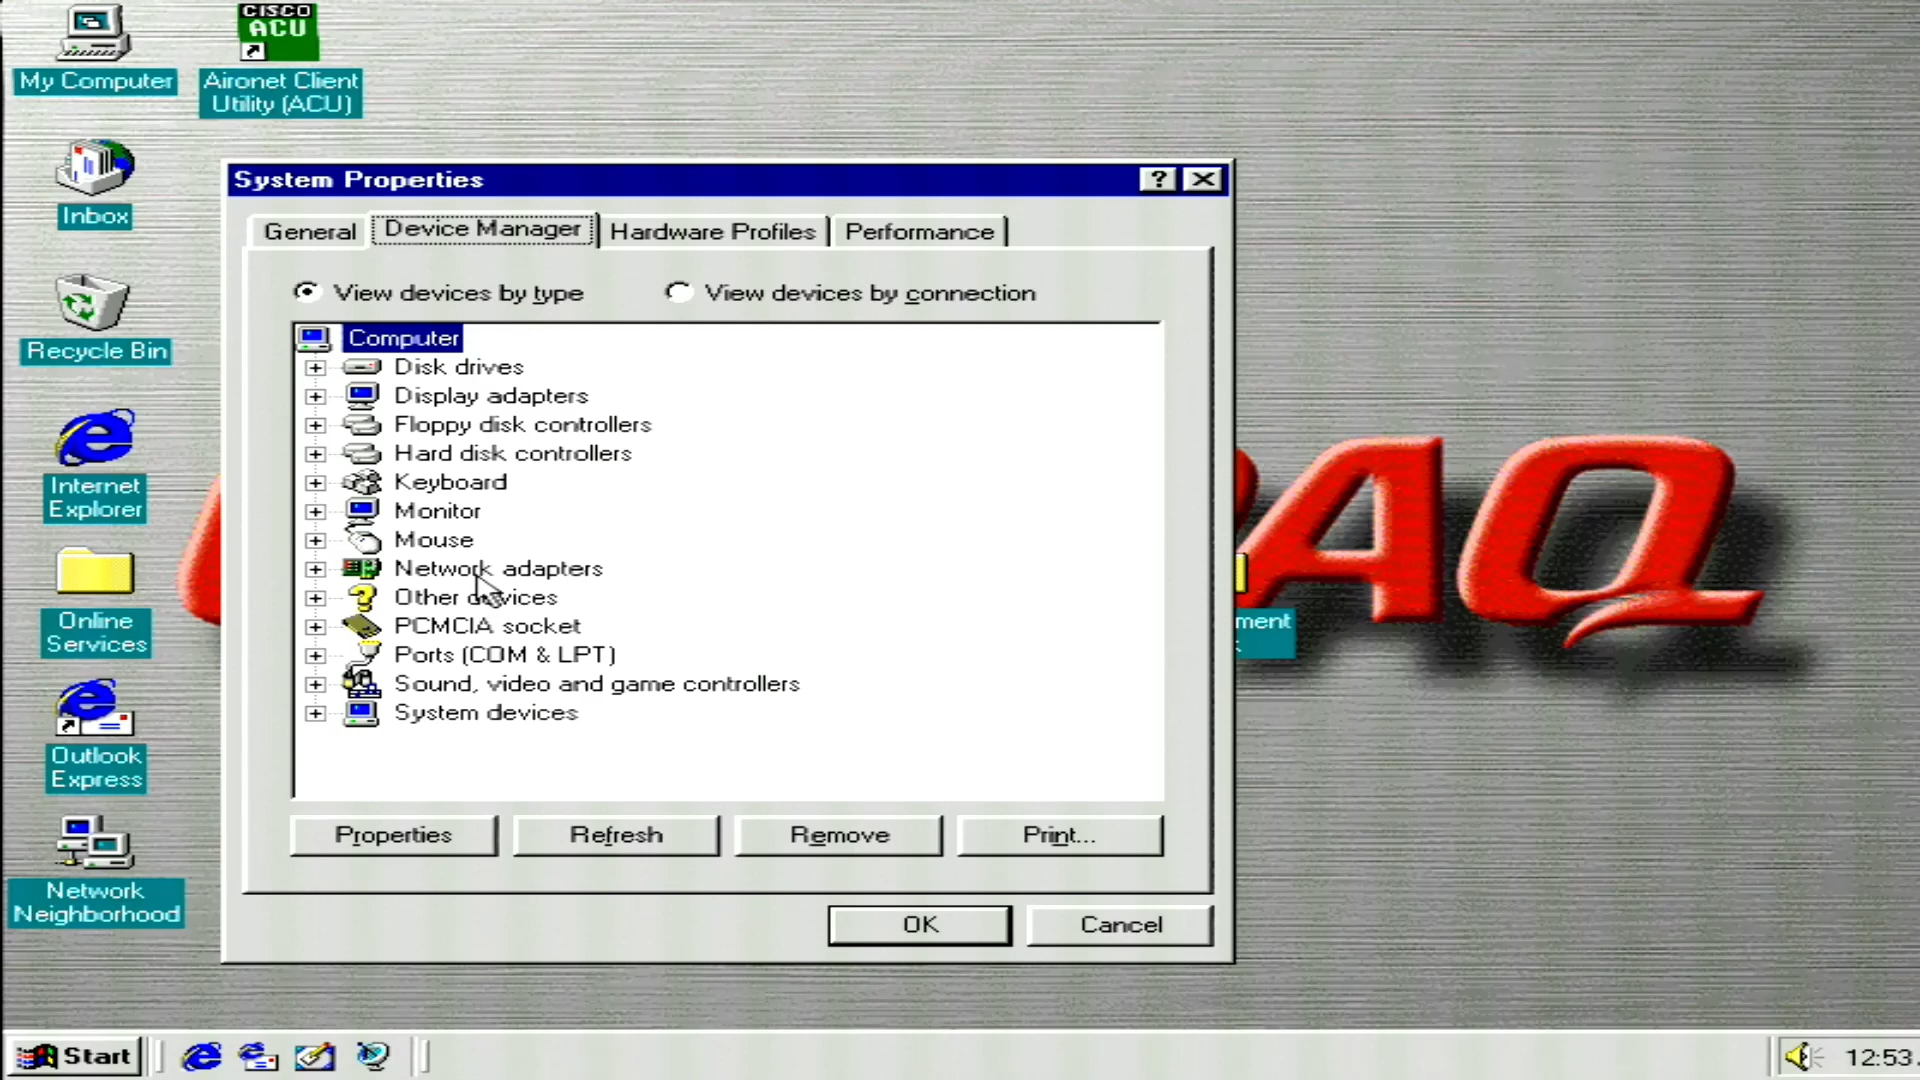 My Computer
CISCO
ACU
Aironet Client
Utility (ACU)
Inbox
Recycle Bin
Internet
Explorer
Online
Services
Outlook
Express
Network
Neighborhood
System Properties
General
Device Manager
Hardware Profiles
Performance
View devices by type
View devices by connection
Computer
Disk drives
Display adapters
Floppy disk controllers
Hard disk controllers
Keyboard
Monitor
Mouse
Network adapters
Other devices
PCMCIA socket
Ports (COM & LPT)
Sound, video and game controllers
System devices
Properties
Refresh
Remove
Print...
OK
Cancel
AQ
ment
Start
12:53